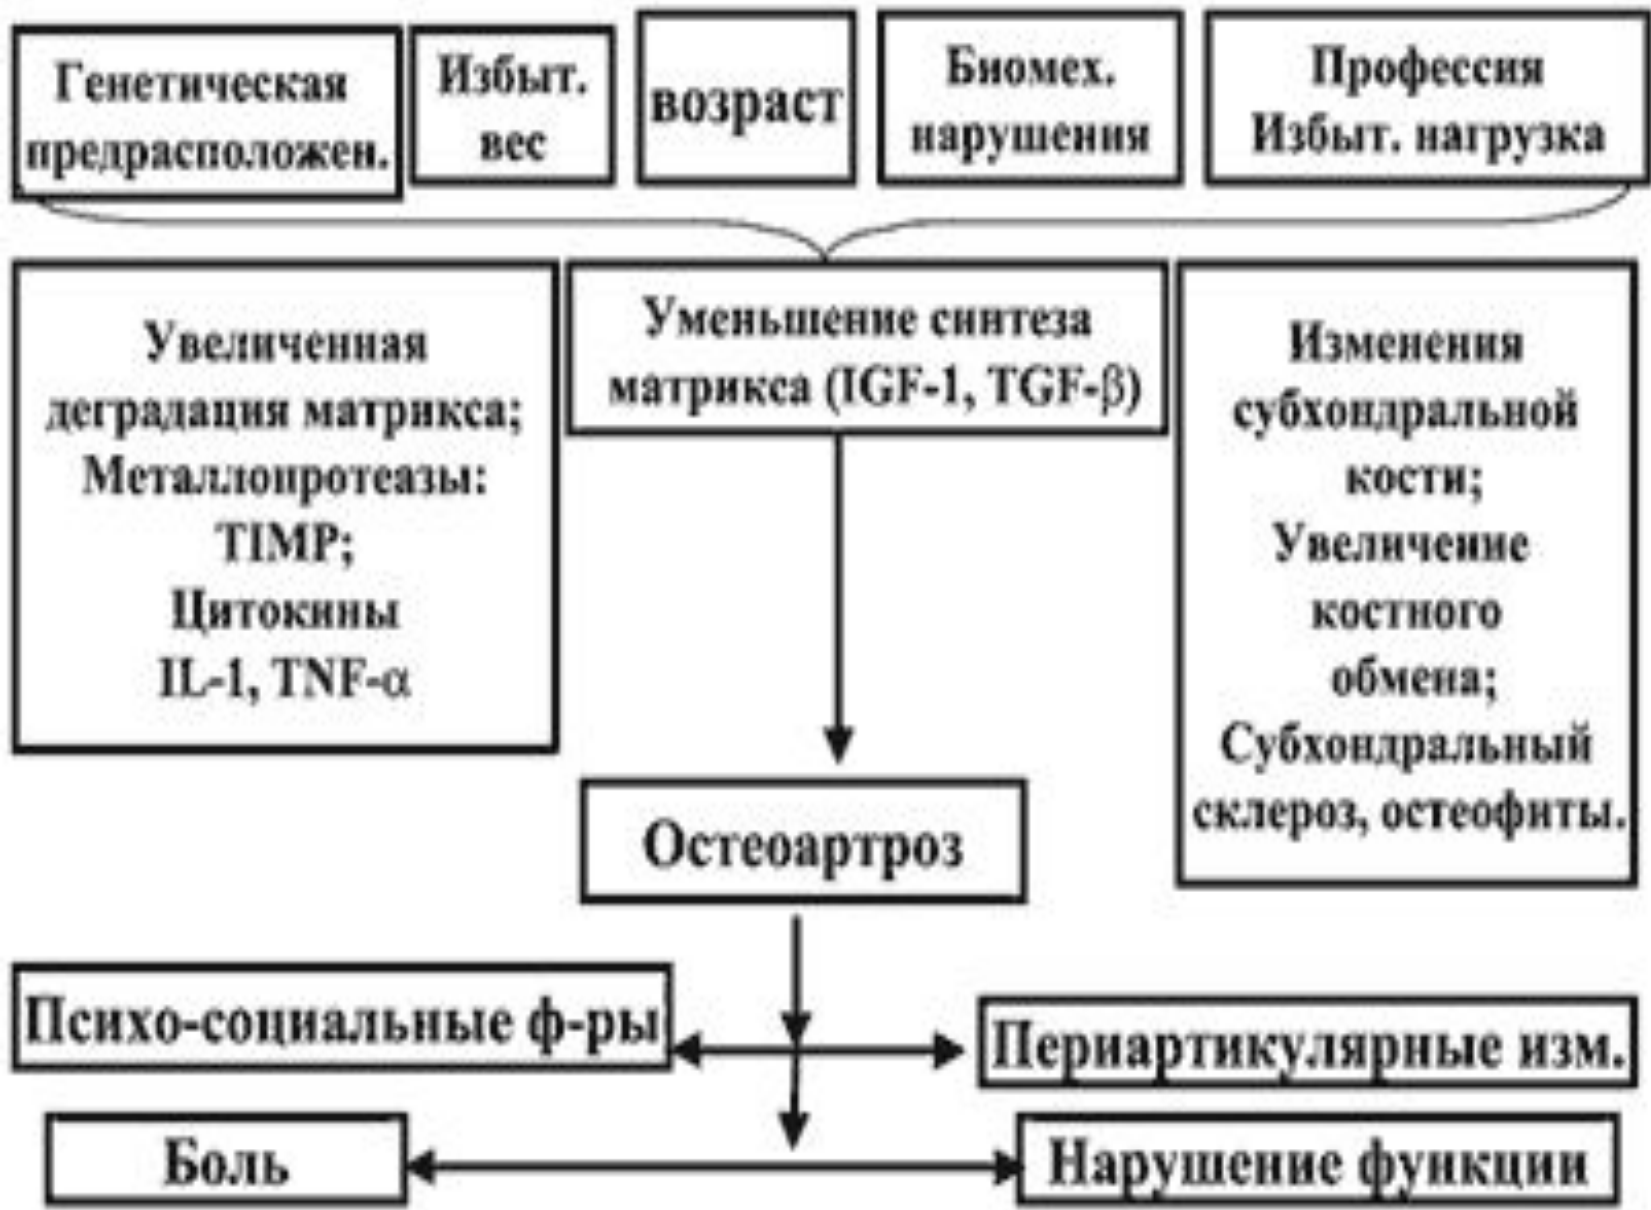 Генетическая
предрасположен.
Избыт.
вес
возраст
Биомех.
нарушения
Профессия
Избыт. нагрузка
Увеличенная
деградация матрикса;
Металлопротеазы:
TIMP;
Цитокины
IL-1, TNF-α
Уменьшение синтеза
матрикса (IGF-1, TGF-β)
Изменения
субхондральной
кости;
Увеличение
костного
обмена;
Субхондральный
склероз, остеофиты.
Остеоартроз
Психо-социальные ф-ры
Периартикулярные изм.
Боль
Нарушение функции